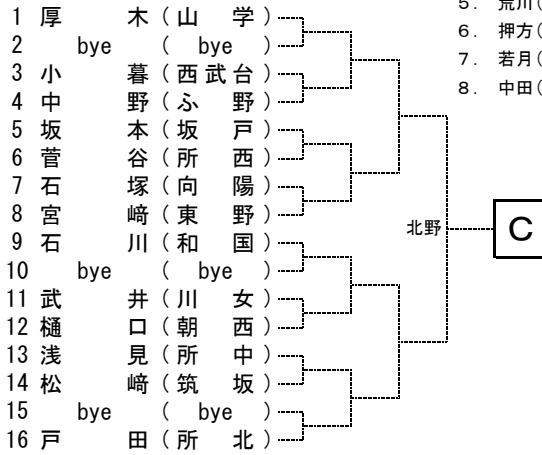 1 厚 木 ( 山 学 )
2 bye ( bye )
3 小 暮 ( 西 武 台 )
4 中 野 ( ふ 野 )
5 坂 本 ( 坂 戸 )
6 菅 谷 ( 所 西 )
7 石 塚 ( 向 陽 )
8 宮 﨑 ( 東 野 )
9 石 川 ( 和 国 )
10 bye ( bye )
11 武 井 ( 川 女 )
12 樋 口 ( 朝 西 )
13 浅 見 ( 所 中 )
14 松 﨑 ( 筑 坂 )
15 bye ( bye )
16 戸 田 ( 所 北 )
北野
C
5. 荒川(
6. 押方(
7. 若月(
8. 中田(